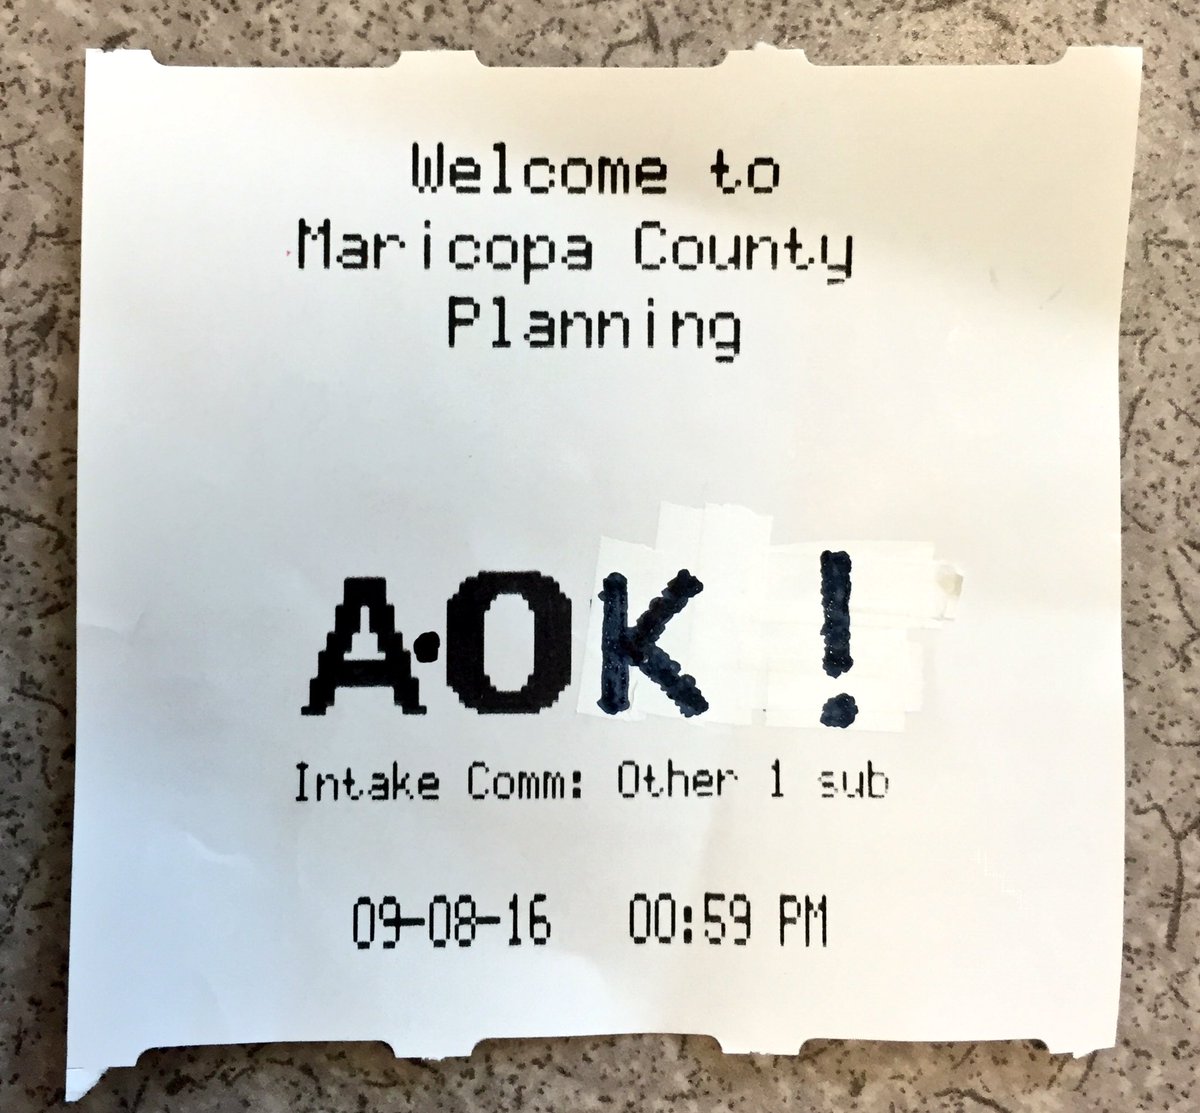 Welcome to
Maricopa County
Planning
A·OK!
Intake Comm: Other 1 sub
09-08-16 00:59 PM